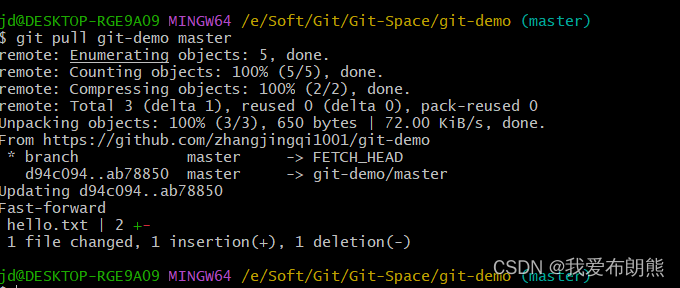 jd@DESKTOP-RGE9A09 MINGW64 /e/Soft/Git/Git-Space/git-demo (master)
$ git pull git-demo master
remote: Enumerating objects: 5, done.
remote: Counting objects: 100% (5/5), done.
remote: Compressing objects: 100% (2/2), done.
remote: Total 3 (delta 1), reused 0 (delta 0), pack-reused 0
Unpacking objects: 100% (3/3), 650 bytes | 72.00 KiB/s, done.
From https://github.com/zhangjingqi1001/git-demo
 * branch            master     -> FETCH_HEAD
   d94c094..ab78850  master     -> git-demo/master
Updating d94c094..ab78850
Fast-forward
 hello.txt | 2 +-
 1 file changed, 1 insertion(+), 1 deletion(-)
jd@DESKTOP-RGE9A09 MINGW64 /e/Soft/Git/Git-Space/git-demo (master)
CSDN @我爱布朗熊